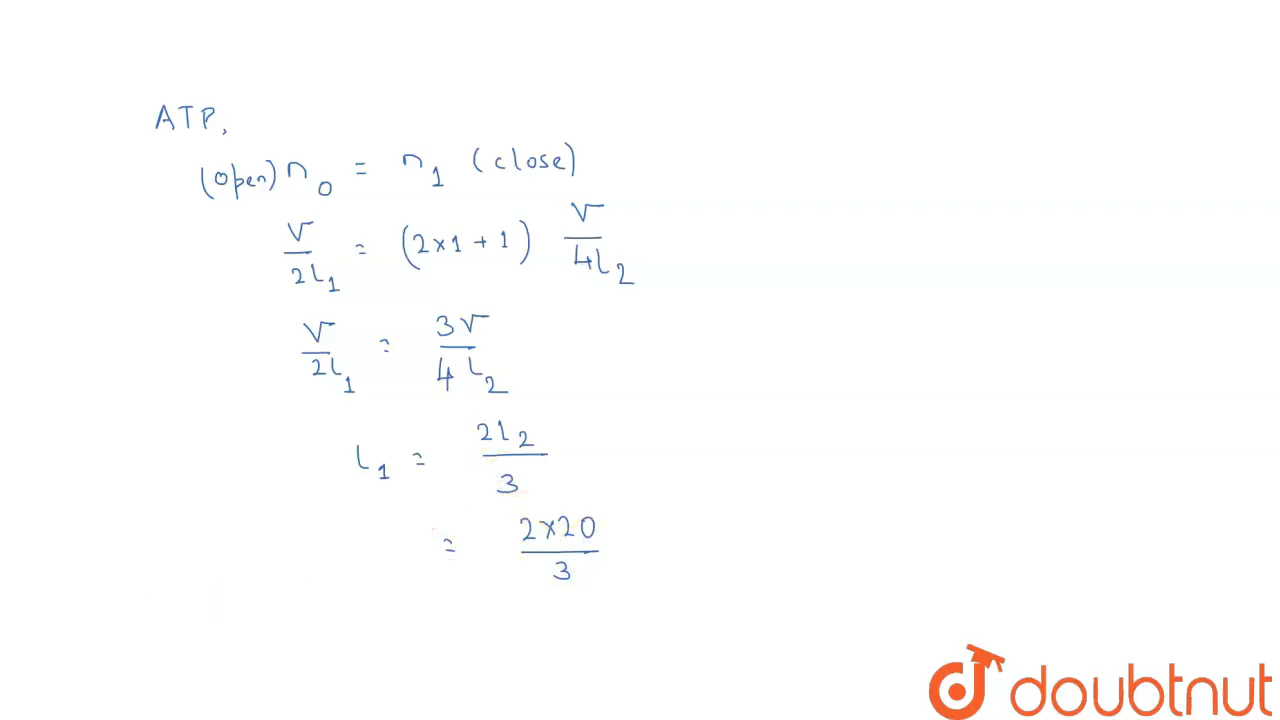 ATP,
(open) n₀ = n₁ (close)
V/2L₁ = (2×1+1) V/4L₂
V/2L₁ = 3V/4L₂
L₁ = 2L₂/3
= 2×20/3
doubtnut